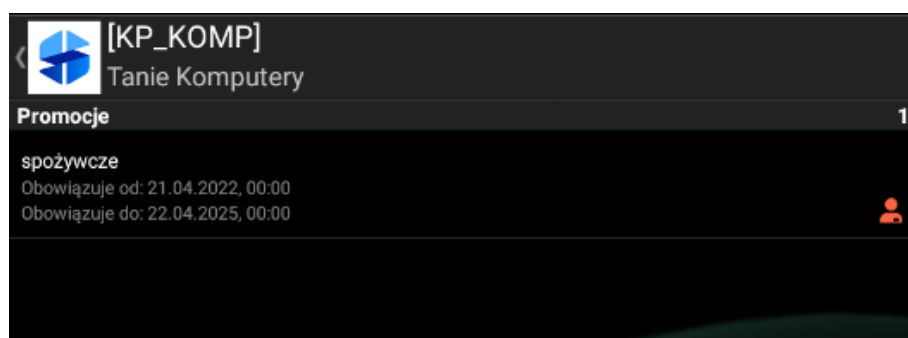 [KP_KOMP]
Tanie Komputery
Promocje 1
spożywcze
Obowiązuje od: 21.04.2022, 00:00
Obowiązuje do: 22.04.2025, 00:00